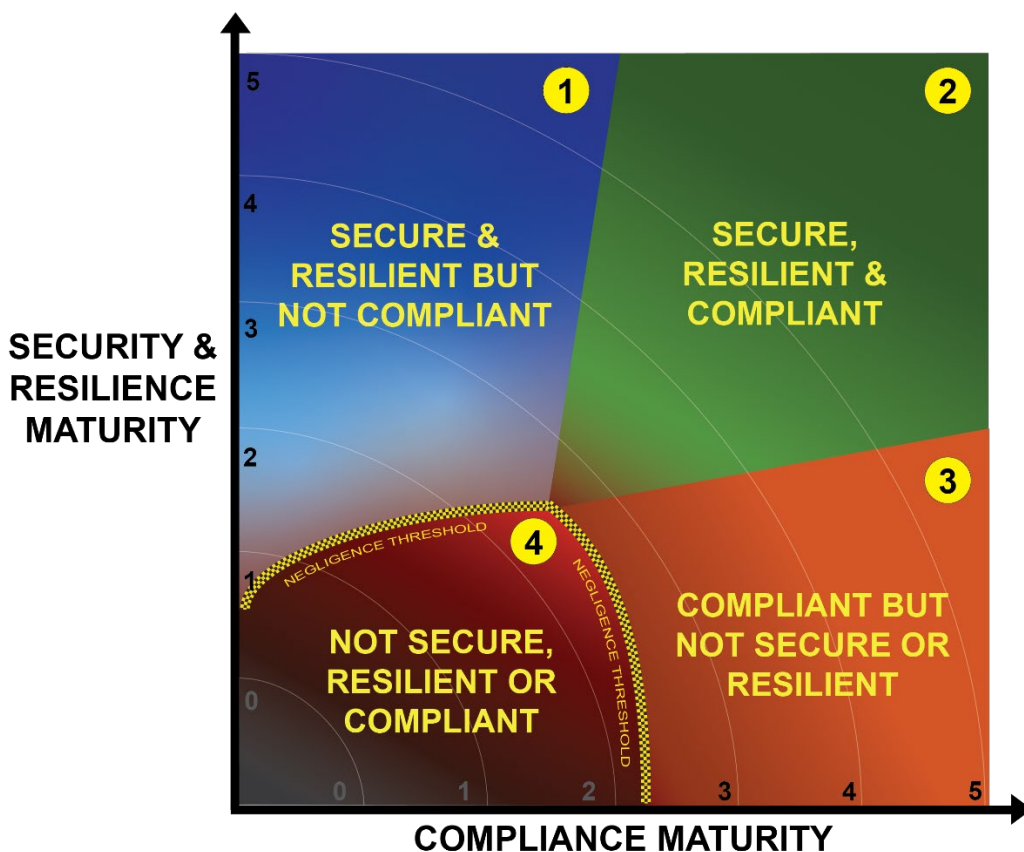 5
1
2
4
SECURE &
RESILIENT BUT
NOT COMPLIANT
SECURE,
RESILIENT &
COMPLIANT
3
SECURITY &
RESILIENCE
MATURITY
2
3
4
NEGLIGENCE THRESHOLD
1
NEGLIGENCE THRESHOLD
NOT SECURE,
RESILIENT OR
COMPLIANT
COMPLIANT BUT
NOT SECURE OR
RESILIENT
0
0
1
2
3
4
5
COMPLIANCE MATURITY